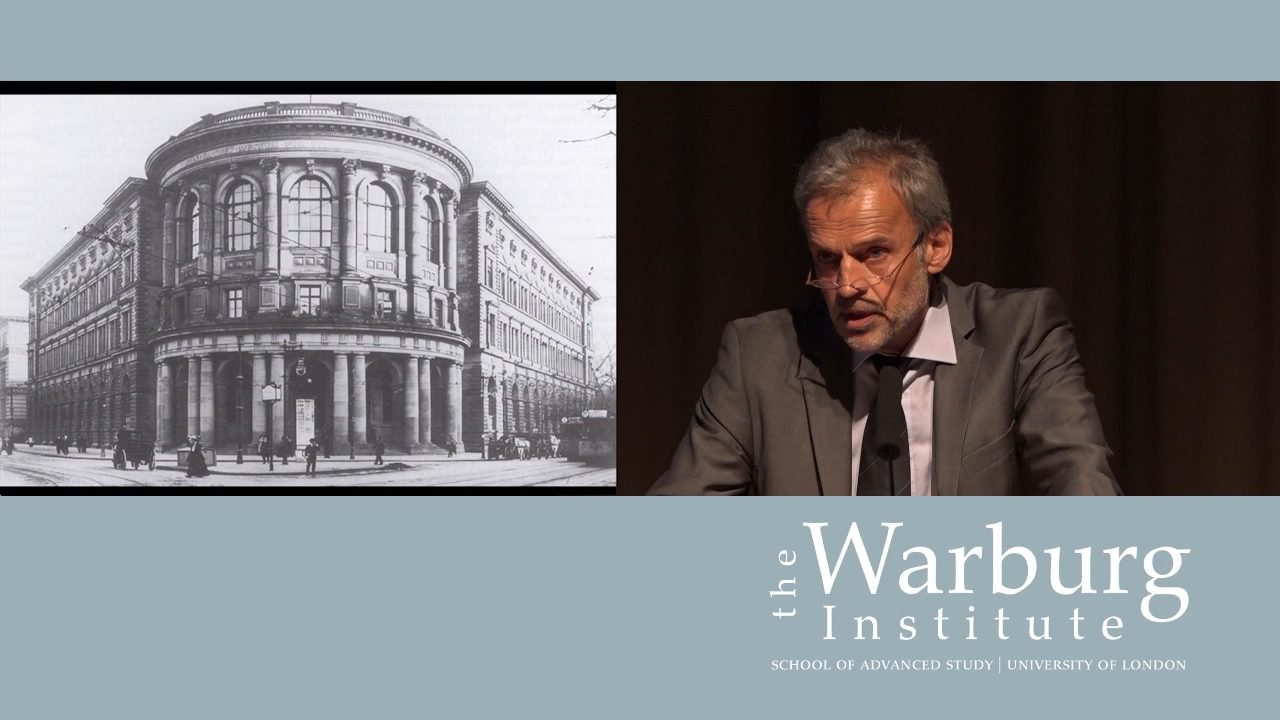 the Warburg
Institute
SCHOOL OF ADVANCED STUDY | UNIVERSITY OF LONDON